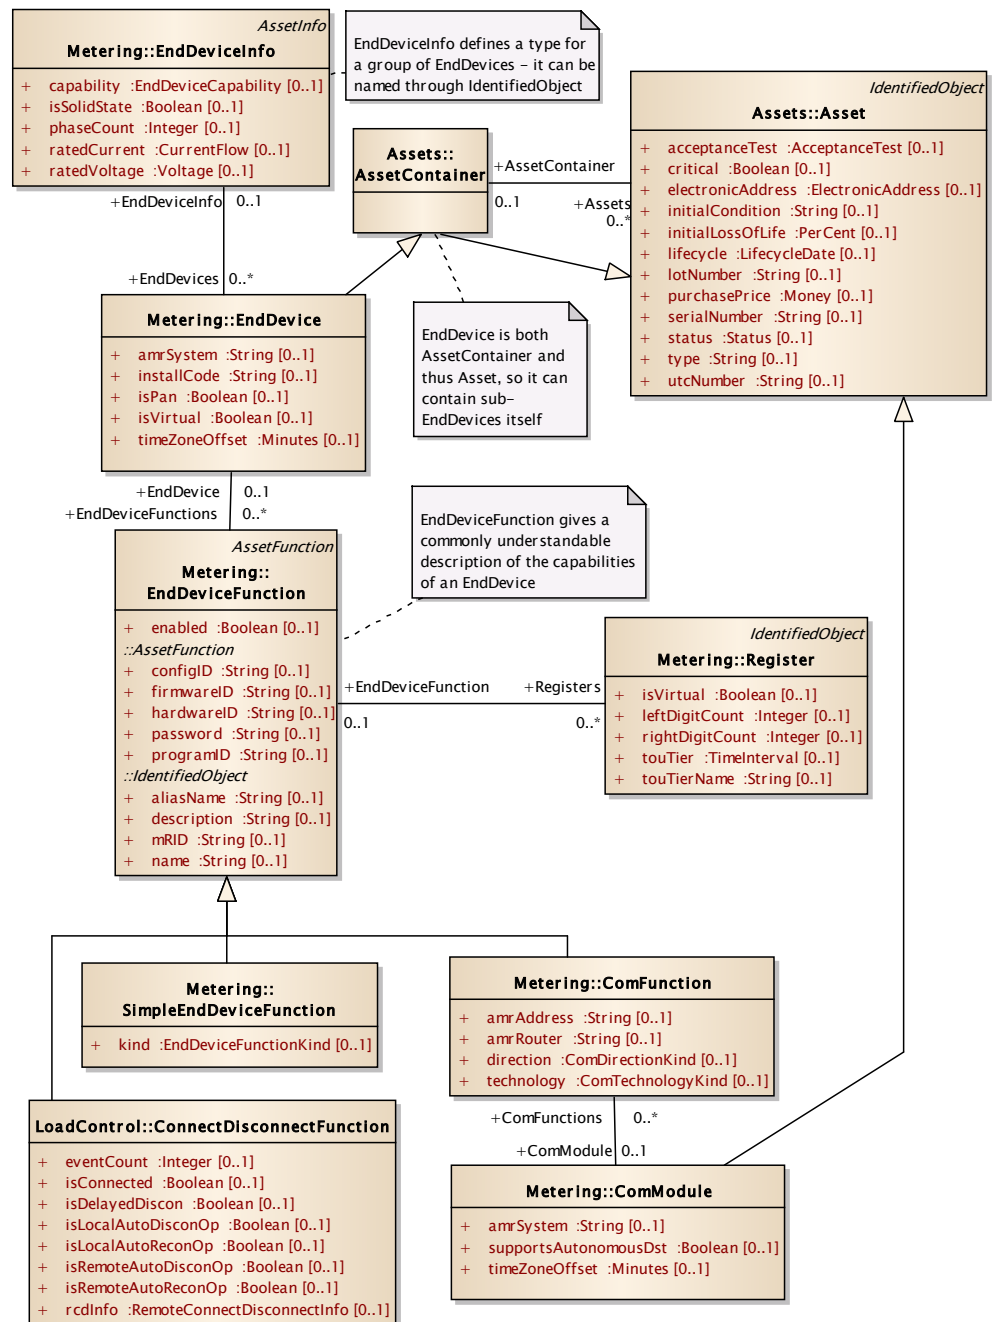 AssetInfo
Metering::EndDeviceInfo
+ capability :EndDeviceCapability [0..1]
+ isSolidState :Boolean [0..1]
+ phaseCount :Integer [0..1]
+ ratedCurrent :CurrentFlow [0..1]
+ ratedVoltage :Voltage [0..1]
EndDeviceInfo defines a type for
a group of EndDevices - it can be
named through IdentifiedObject
IdentifiedObject
Assets::Asset
+ acceptanceTest :AcceptanceTest [0..1]
+ critical :Boolean [0..1]
+ electronicAddress :ElectronicAddress [0..1]
+ initialCondition :String [0..1]
+ initialLossOfLife :PerCent [0..1]
+ lifecycle :LifecycleDate [0..1]
+ lotNumber :String [0..1]
+ purchasePrice :Money [0..1]
+ serialNumber :String [0..1]
+ status :Status [0..1]
+ type :String [0..1]
+ utcNumber :String [0..1]
Assets::
AssetContainer
+AssetContainer
0..1
+Assets
0..*
+EndDeviceInfo 0..1
+EndDevices 0..*
Metering::EndDevice
+ amrSystem :String [0..1]
+ installCode :String [0..1]
+ isPan :Boolean [0..1]
+ isVirtual :Boolean [0..1]
+ timeZoneOffset :Minutes [0..1]
EndDevice is both
AssetContainer and
thus Asset, so it can
contain sub-
EndDevices itself
+EndDevice 0..1
+EndDeviceFunctions 0..*
EndDeviceFunction gives a
commonly understandable
description of the capabilities
of an EndDevice
AssetFunction
Metering::
EndDeviceFunction
+ enabled :Boolean [0..1]
::AssetFunction
+ configID :String [0..1]
+ firmwareID :String [0..1]
+ hardwareID :String [0..1]
+ password :String [0..1]
+ programID :String [0..1]
::IdentifiedObject
+ aliasName :String [0..1]
+ description :String [0..1]
+ mRID :String [0..1]
+ name :String [0..1]
+EndDeviceFunction +Registers
0..1 0..*
IdentifiedObject
Metering::Register
+ isVirtual :Boolean [0..1]
+ leftDigitCount :Integer [0..1]
+ rightDigitCount :Integer [0..1]
+ touTier :TimeInterval [0..1]
+ touTierName :String [0..1]
Metering::
SimpleEndDeviceFunction
+ kind :EndDeviceFunctionKind [0..1]
Metering::ComFunction
+ amrAddress :String [0..1]
+ amrRouter :String [0..1]
+ direction :ComDirectionKind [0..1]
+ technology :ComTechnologyKind [0..1]
+ComFunctions 0..*
+ComModule 0..1
LoadControl::ConnectDisconnectFunction
+ eventCount :Integer [0..1]
+ isConnected :Boolean [0..1]
+ isDelayedDiscon :Boolean [0..1]
+ isLocalAutoDisconOp :Boolean [0..1]
+ isLocalAutoReconOp :Boolean [0..1]
+ isRemoteAutoDisconOp :Boolean [0..1]
+ isRemoteAutoReconOp :Boolean [0..1]
+ rcdInfo :RemoteConnectDisconnectInfo [0..1]
Metering::ComModule
+ amrSystem :String [0..1]
+ supportsAutonomousDst :Boolean [0..1]
+ timeZoneOffset :Minutes [0..1]